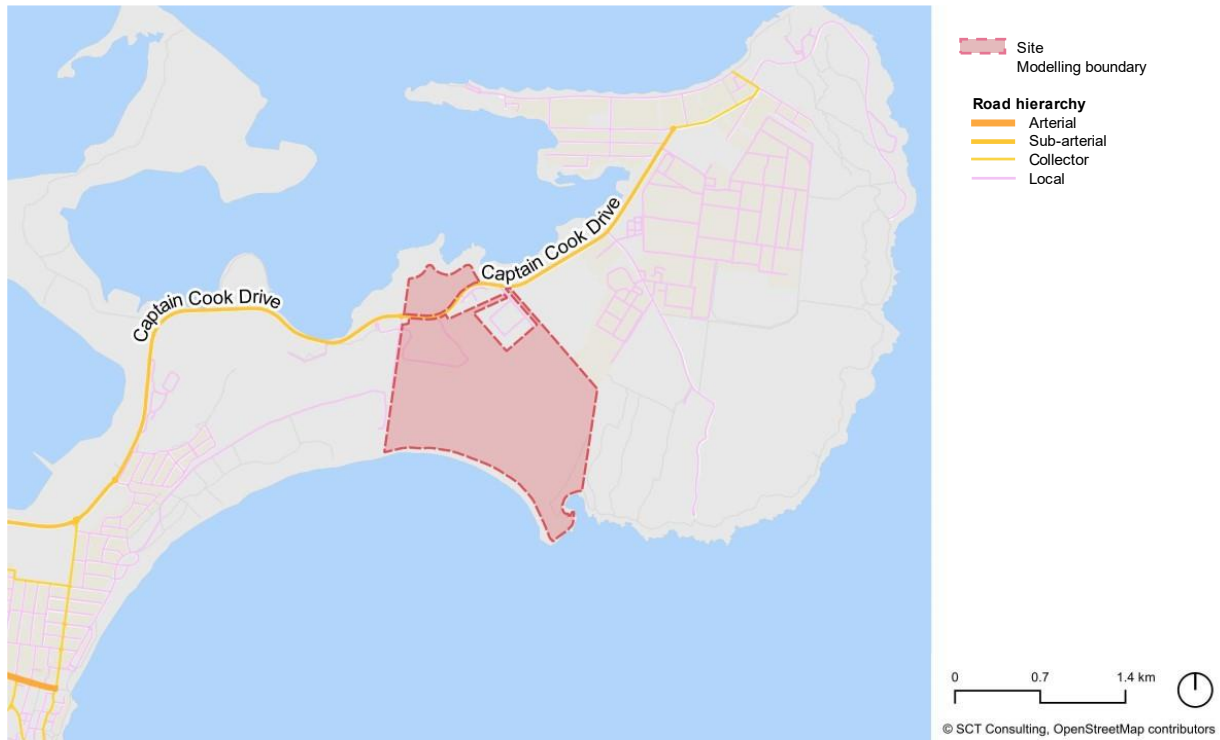 Captain Cook Drive
Captain Cook Drive
Site
Modelling boundary
Road hierarchy
Arterial
Sub-arterial
Collector
Local
0 0.7 1.4 km
© SCT Consulting, OpenStreetMap contributors